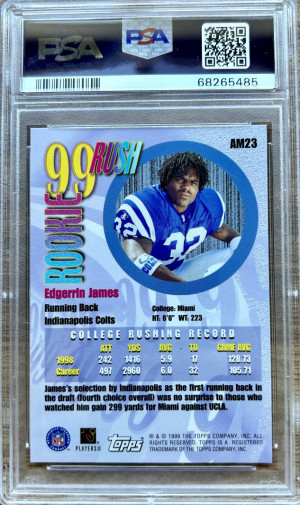 PSA
PSA
68265485
AM23
ROOKIE 99 RUSH
32
Edgerrin James
Running Back
Indianapolis Colts
College: Miami
HT: 6'0" WT: 223
COLLEGE RUSHING RECORD
ATT YDS AVG TD GAME AVG
1998 242 1416 5.9 17 128.73
Career 497 2960 6.0 32 105.71
James's selection by Indianapolis as the first running back in
the draft (fourth choice overall) was no surprise to those who
watched him gain 299 yards for Miami against UCLA.
PLAYERS
Topps
® & © 1999 THE TOPPS COMPANY, INC. ALL
RIGHTS RESERVED. TOPPS IS A REGISTERED
TRADEMARK OF THE TOPPS COMPANY, INC.